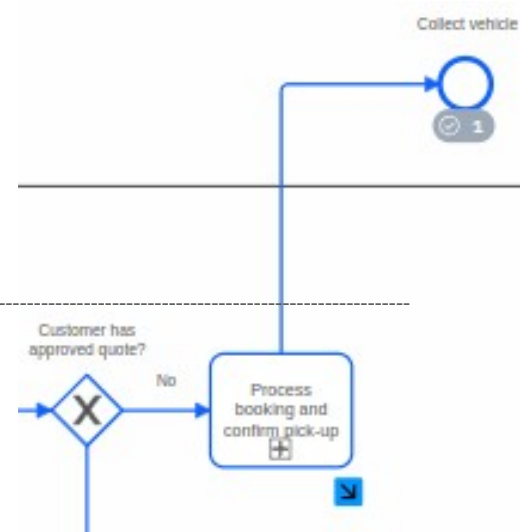 Collect vehicle
1
Customer has
approved quote?
No
X
Process
booking and
confirm pick-up